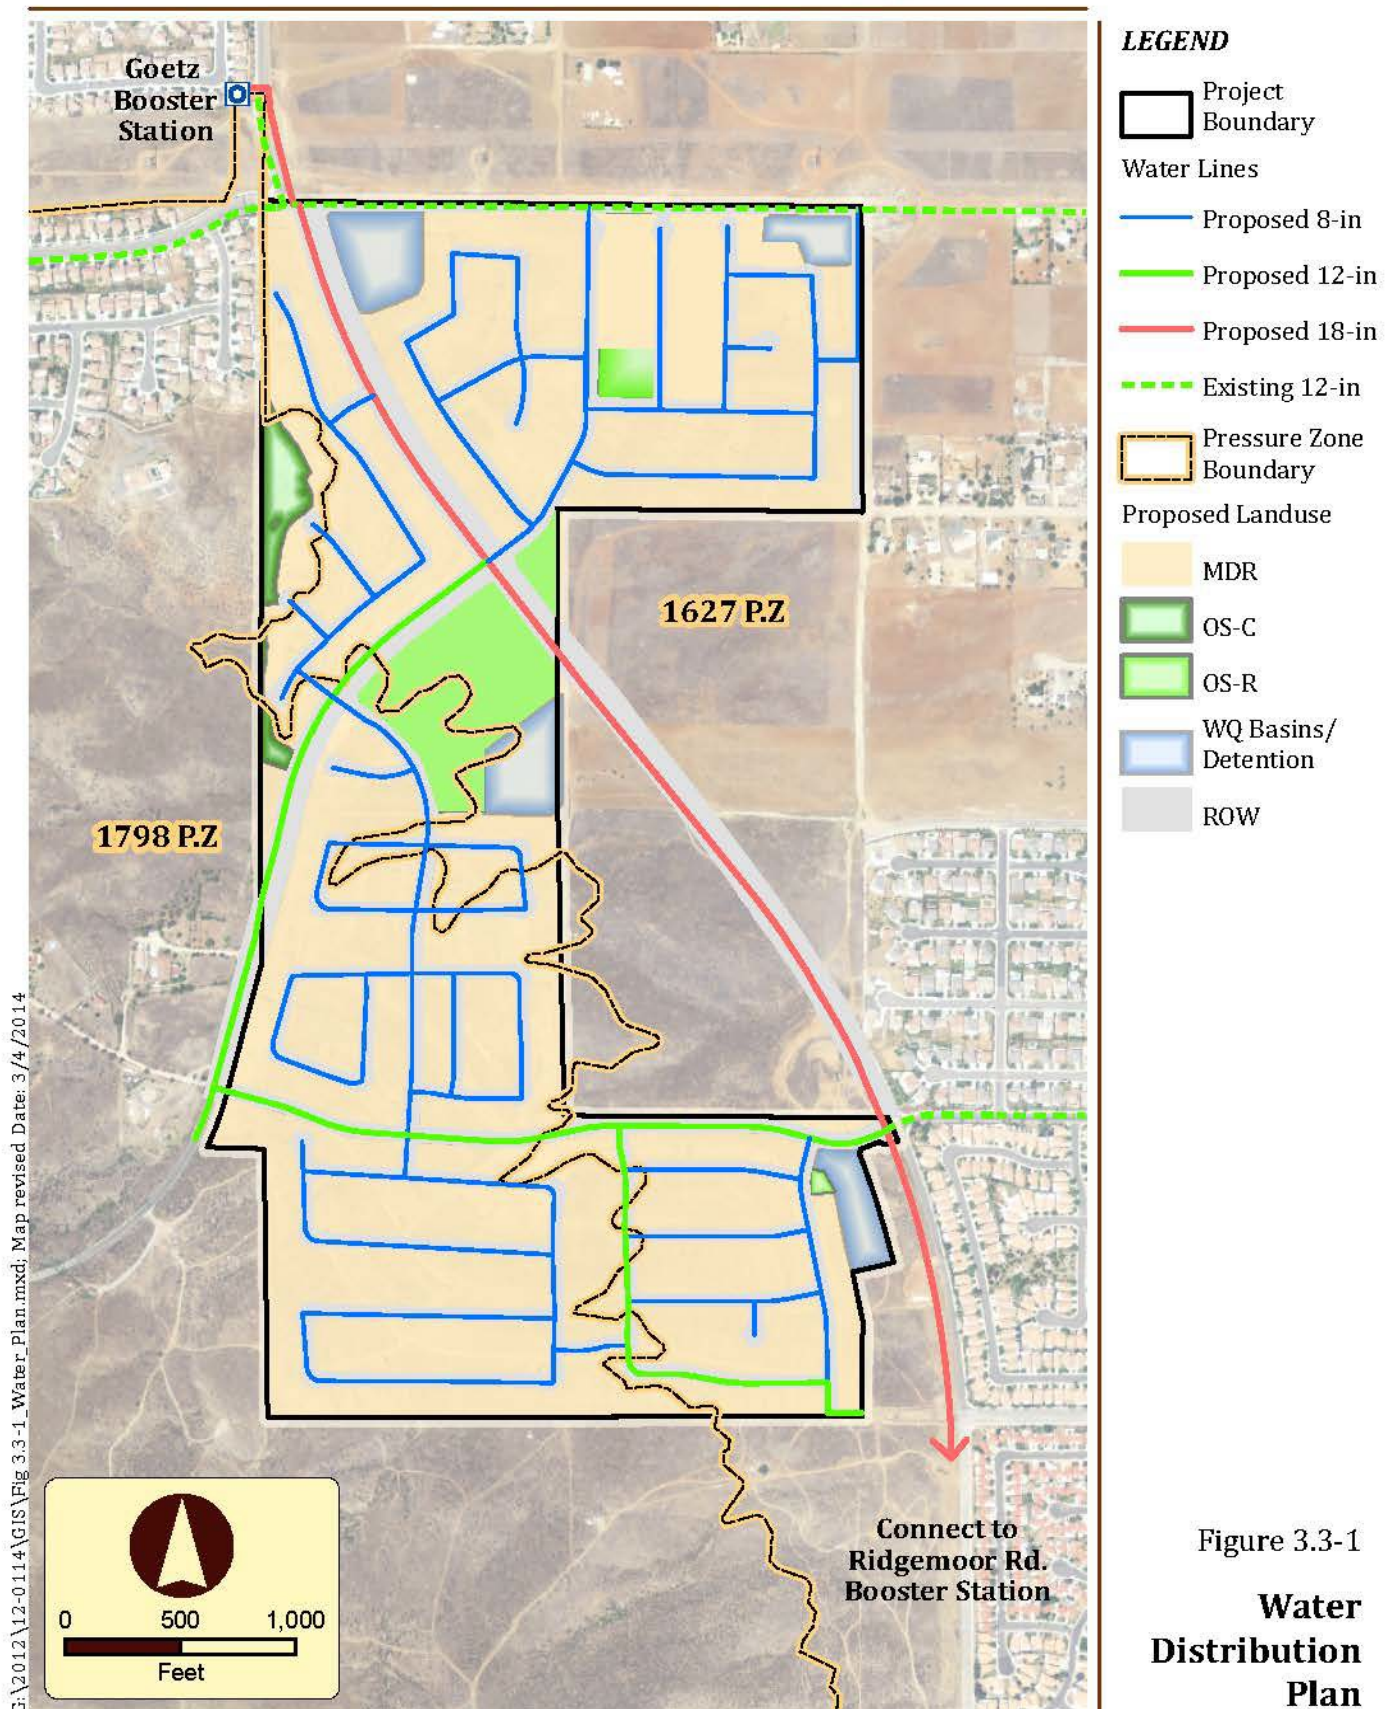 Goetz
Booster
Station
1627 P.Z
1798 P.Z
Connect to
Ridgemoor Rd.
Booster Station
0 500 1,000
Feet
G:\2012\12-0114\GIS\Fig 3.3-1_Water_Plan.mxd; Map revised Date: 3/4/2014
LEGEND
Project
Boundary
Water Lines
Proposed 8-in
Proposed 12-in
Proposed 18-in
Existing 12-in
Pressure Zone
Boundary
Proposed Landuse
MDR
OS-C
OS-R
WQ Basins/
Detention
ROW
Figure 3.3-1
Water
Distribution
Plan